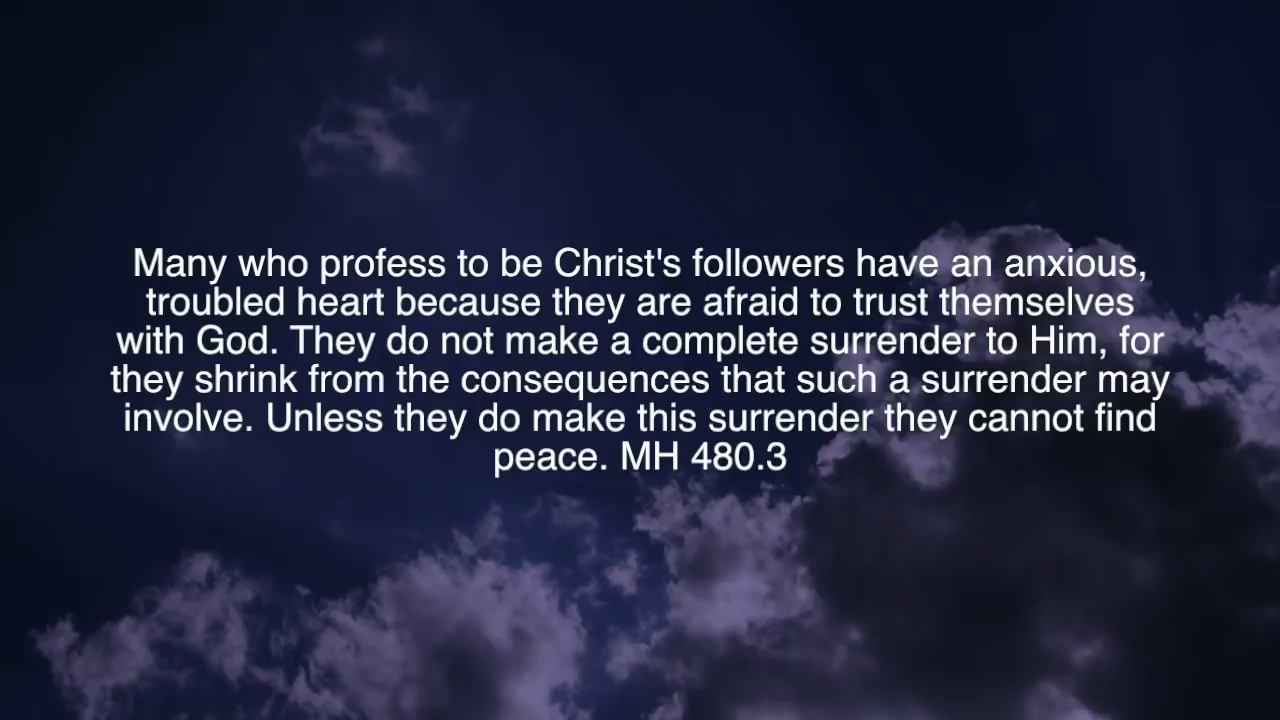 Many who profess to be Christ's followers have an anxious,
troubled heart because they are afraid to trust themselves
with God. They do not make a complete surrender to Him, for
they shrink from the consequences that such a surrender may
involve. Unless they do make this surrender they cannot find
peace. MH 480.3